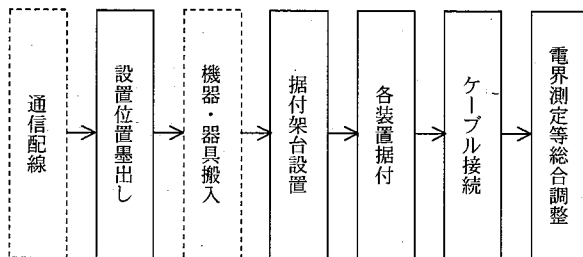 通信配線
設置位置墨出し
機器・器具搬入
据付架台設置
各装置据付
ケーブル接続
電界測定等総合調整